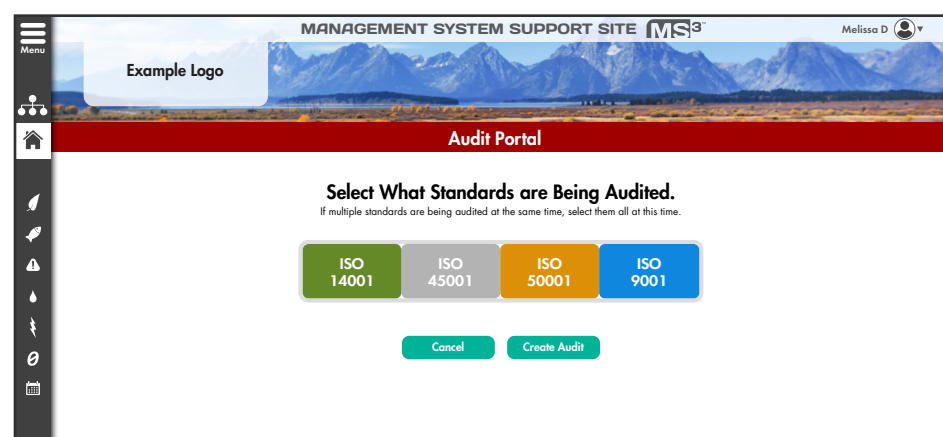 MANAGEMENT SYSTEM SUPPORT SITE MS3™
Melissa D
Menu
Example Logo
Audit Portal
Select What Standards are Being Audited.
If multiple standards are being audited at the same time, select them all at this time.
ISO
14001
ISO
45001
ISO
50001
ISO
9001
Cancel
Create Audit